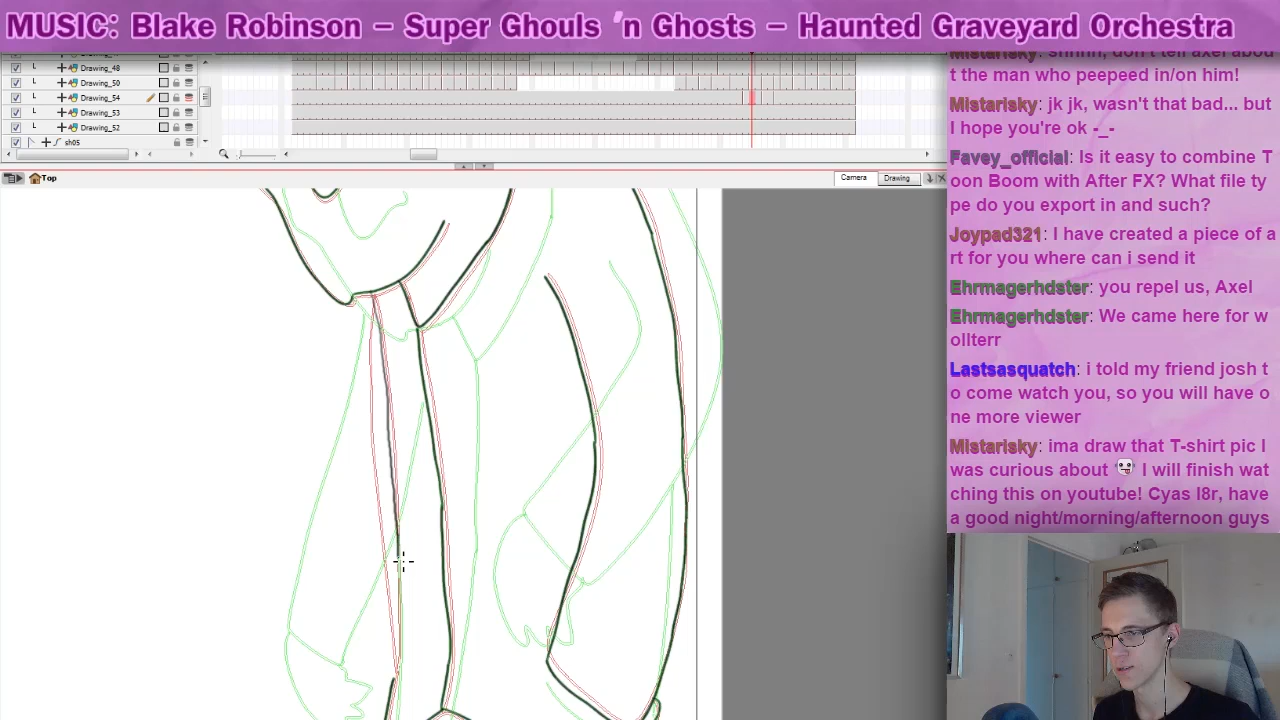 MUSIC: Blake Robinson – Super Ghouls 'n Ghosts – Haunted Graveyard Orchestra
Drawing_48
Drawing_50
Drawing_54
Drawing_53
Drawing_52
sh05
Top
Camera
Drawing
Mistarisky: shhhh, don't tell axel abou
t the man who peepeed in/on him!
Mistarisky: jk jk, wasn't that bad... but
I hope you're ok -_-
Favey_official: Is it easy to combine T
oon Boom with After FX? What file ty
pe do you export in and such?
Joypad321: I have created a piece of a
rt for you where can i send it
Ehrmagerhdster: you repel us, Axel
Ehrmagerhdster: We came here for w
ollterr
Lastsasquatch: i told my friend josh t
o come watch you, so you will have o
ne more viewer
Mistarisky: ima draw that T-shirt pic I
was curious about I will finish wat
ching this on youtube! Cyas l8r, have
a good night/morning/afternoon guys